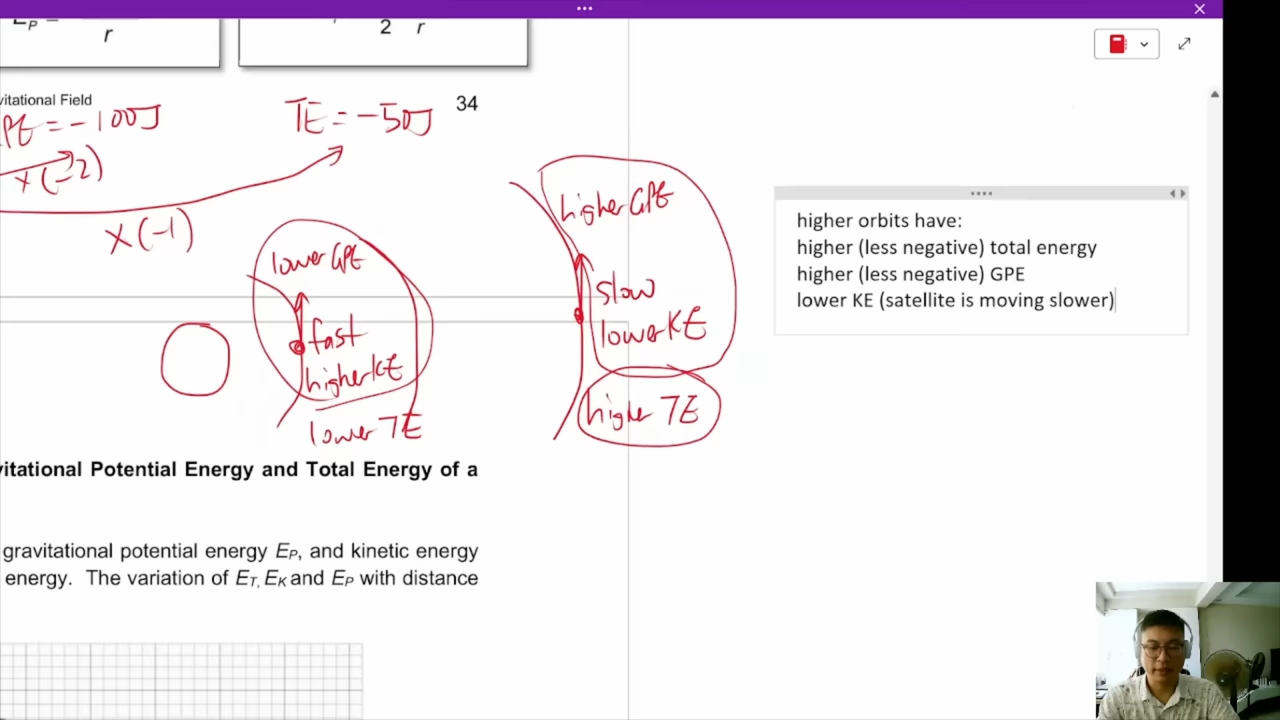 r
2 r
vitational Field
34
PE = -100J
TE = -50J
x(-2)
x(-1)
higher orbits have:
higher (less negative) total energy
higher (less negative) GPE
lower KE (satellite is moving slower)
lower GPE
fast
higher KE
lower TE
higher GPE
slow
lower KE
higher TE
vitational Potential Energy and Total Energy of a
gravitational potential energy EP, and kinetic energy
energy. The variation of ET, EK and EP with distance